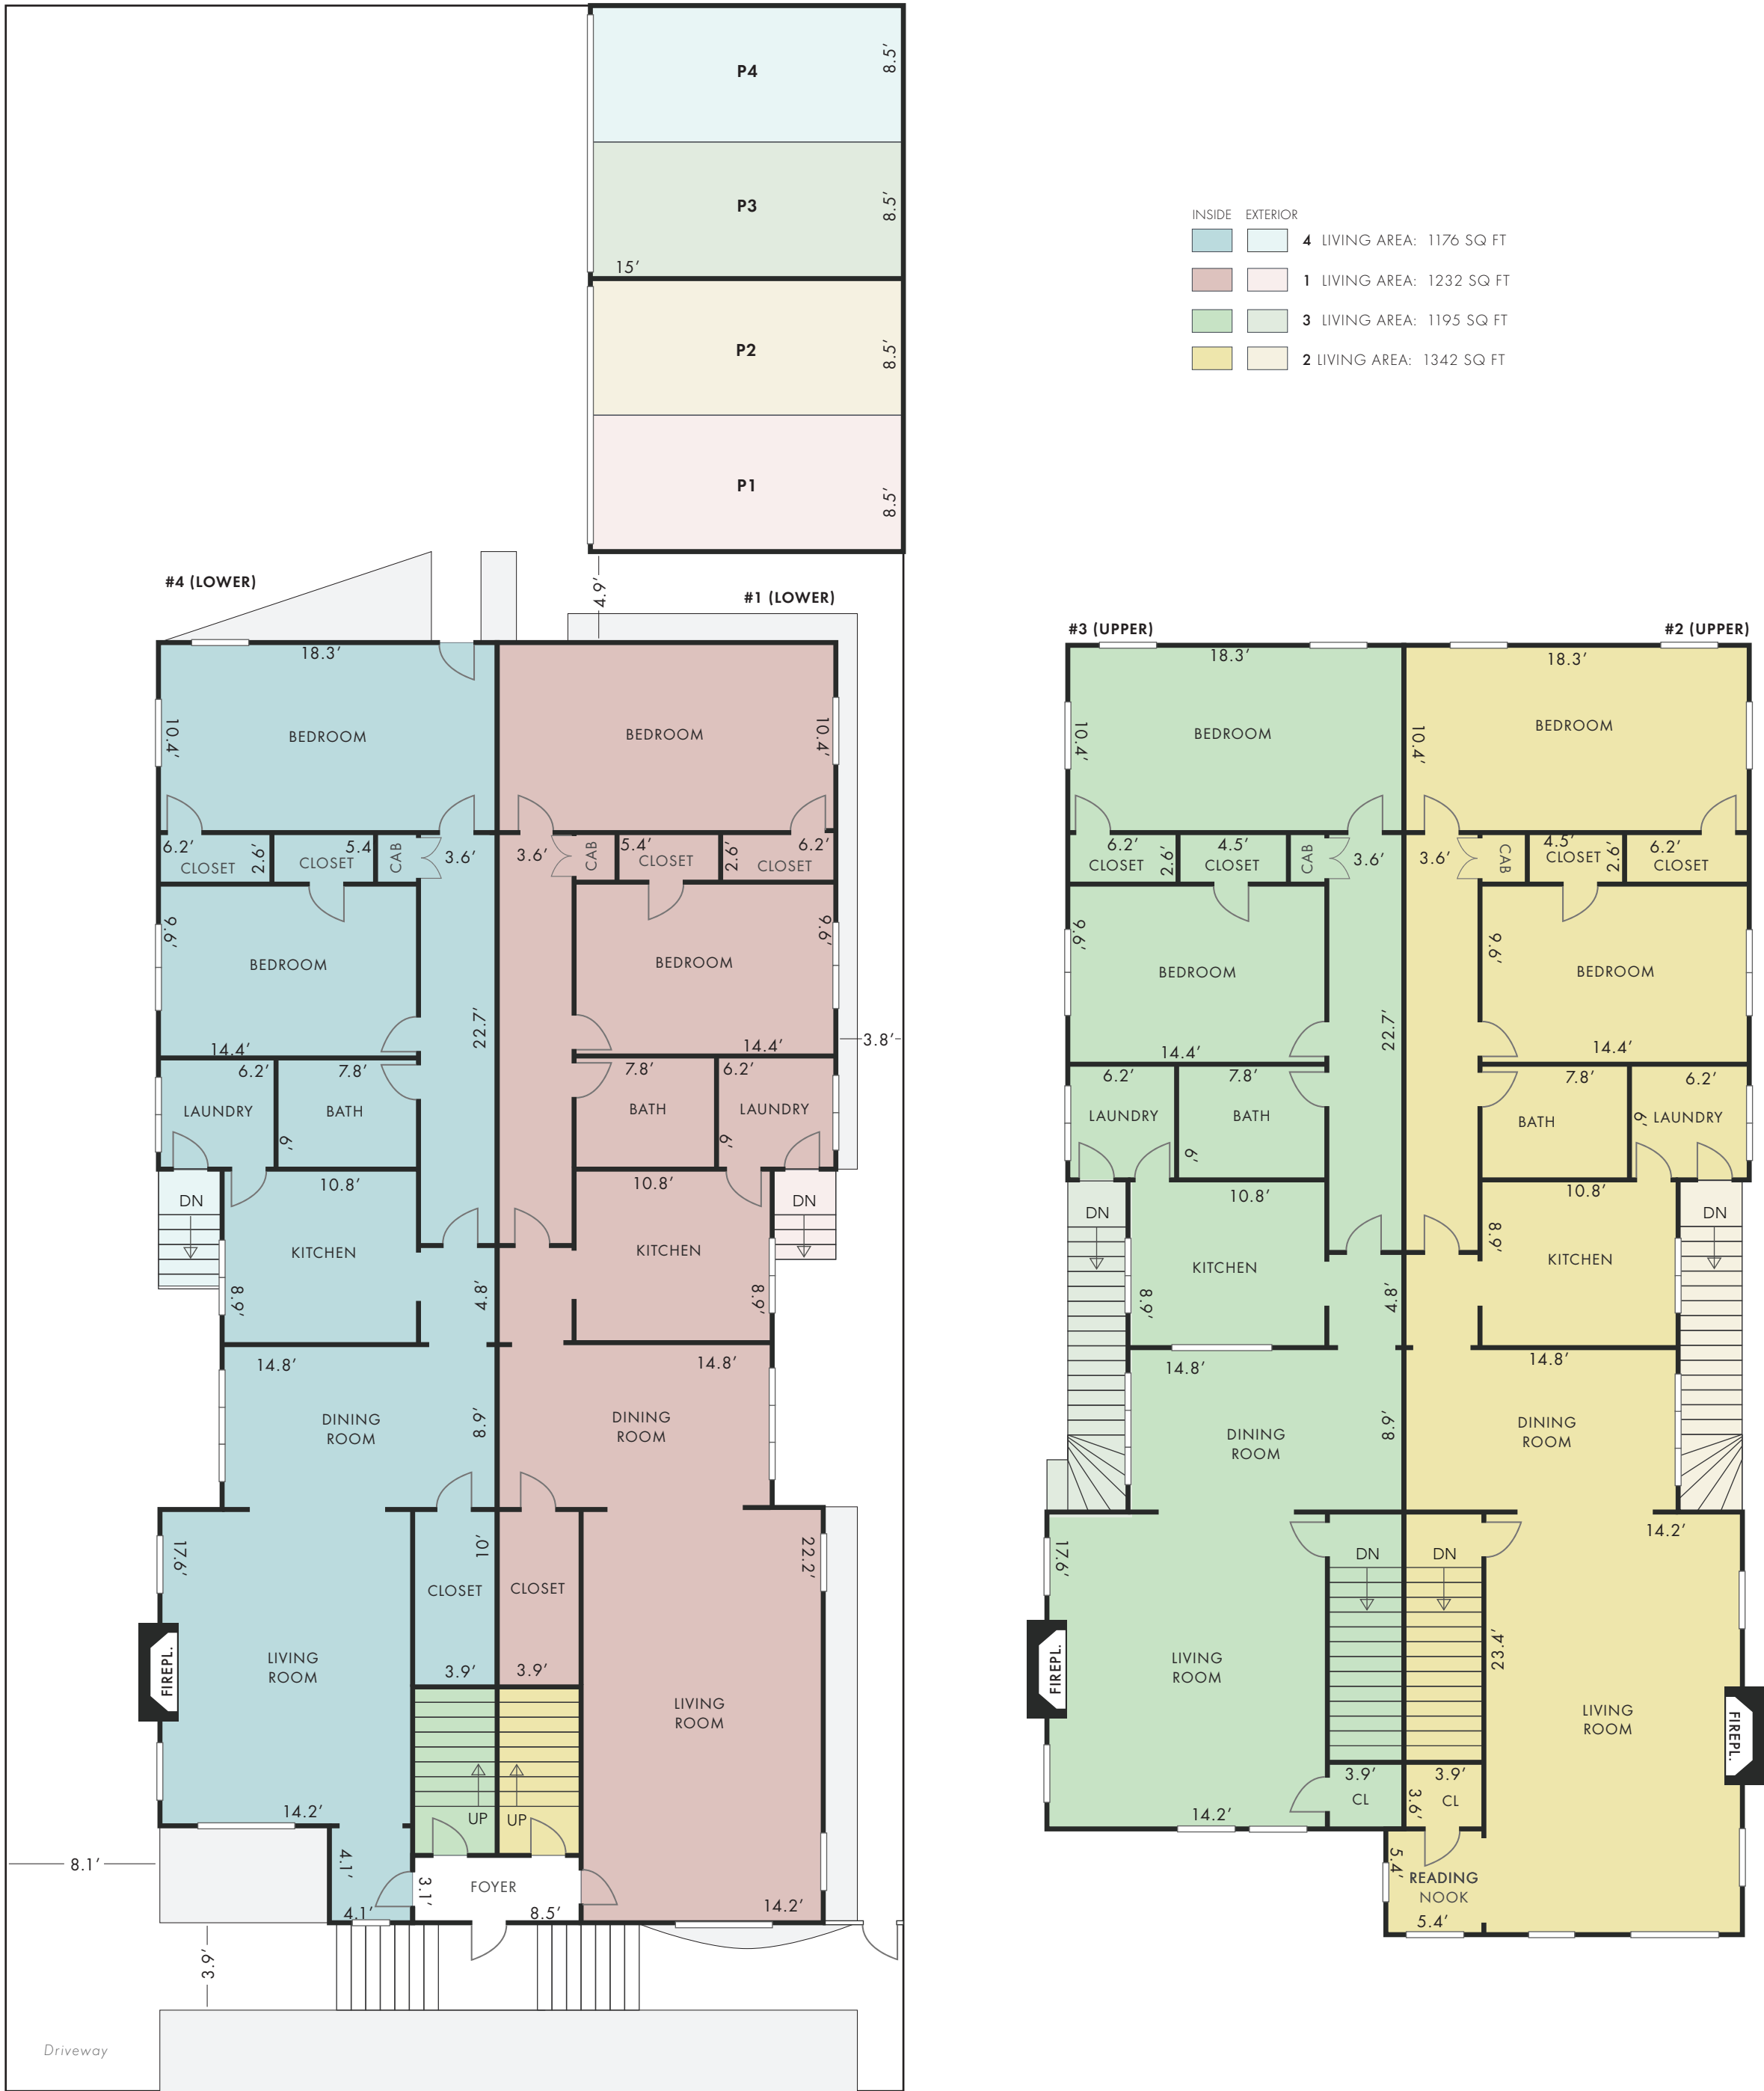 P4
8.5’
P3
8.5’
15’
P2
8.5’
P1
8.5’
INSIDE EXTERIOR
4 LIVING AREA: 1176 SQ FT
1 LIVING AREA: 1232 SQ FT
3 LIVING AREA: 1195 SQ FT
2 LIVING AREA: 1342 SQ FT
#4 (LOWER)
4.9’
#1 (LOWER)
18.3’
10.4’
BEDROOM
BEDROOM
10.4’
6.2’
CLOSET
2.6’
5.4
CLOSET
CAB
3.6’
3.6’
CAB
5.4’
CLOSET
2.6’
6.2’
CLOSET
9.6’
BEDROOM
14.4’
22.7’
BEDROOM
9.6’
14.4’
3.8’
6.2’
LAUNDRY
7.8’
BATH
6’
7.8’
BATH
6’
6.2’
LAUNDRY
DN
10.8’
KITCHEN
8.9’
4.8’
10.8’
KITCHEN
8.9’
DN
14.8’
DINING
ROOM
8.9’
14.8’
DINING
ROOM
17.6’
10’
CLOSET
3.9’
CLOSET
3.9’
22.2’
FIREPL.
LIVING
ROOM
14.2’
LIVING
ROOM
14.2’
UP
UP
8.1’
4.1’
4.1’
3.1’
FOYER
8.5’
3.9’
Driveway
#3 (UPPER)
#2 (UPPER)
18.3’
18.3’
10.4’
BEDROOM
10.4’
BEDROOM
6.2’
CLOSET
2.6’
4.5’
CLOSET
CAB
3.6’
3.6’
CAB
4.5’
CLOSET
2.6’
6.2’
CLOSET
9.6’
BEDROOM
14.4’
22.7’
9.6’
BEDROOM
14.4’
6.2’
LAUNDRY
7.8’
BATH
6’
7.8’
BATH
6’
6.2’
LAUNDRY
DN
10.8’
KITCHEN
8.9’
4.8’
10.8’
8.9’
KITCHEN
DN
14.8’
DINING
ROOM
8.9’
14.8’
DINING
ROOM
17.6’
DN
DN
14.2’
FIREPL.
LIVING
ROOM
14.2’
23.4’
LIVING
ROOM
FIREPL.
3.9’
CL
3.9’
CL
3.6’
5.4’
READING
NOOK
5.4’